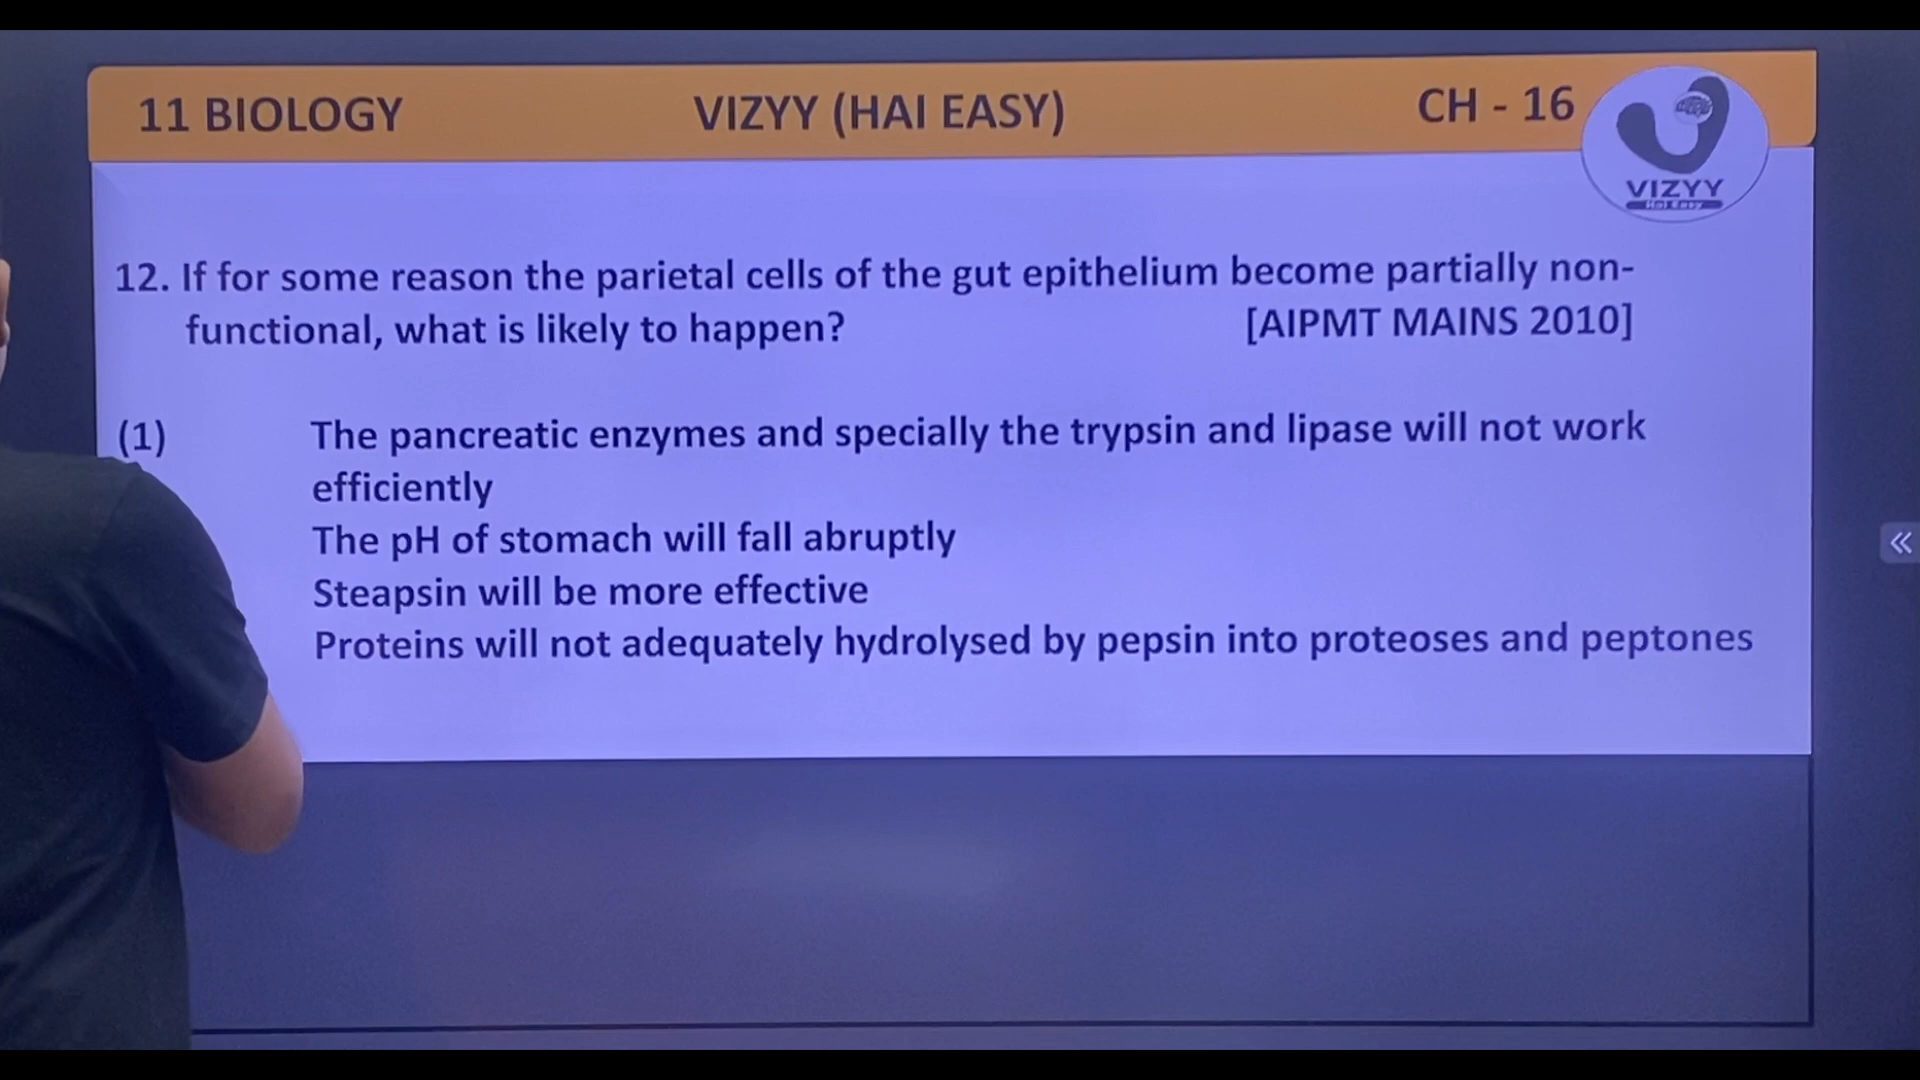 11 BIOLOGY VIZYY (HAI EASY) CH - 16
VIZYY
Hai Easy
12. If for some reason the parietal cells of the gut epithelium become partially non-
functional, what is likely to happen? [AIPMT MAINS 2010]
(1) The pancreatic enzymes and specially the trypsin and lipase will not work
efficiently
The pH of stomach will fall abruptly
Steapsin will be more effective
Proteins will not adequately hydrolysed by pepsin into proteoses and peptones